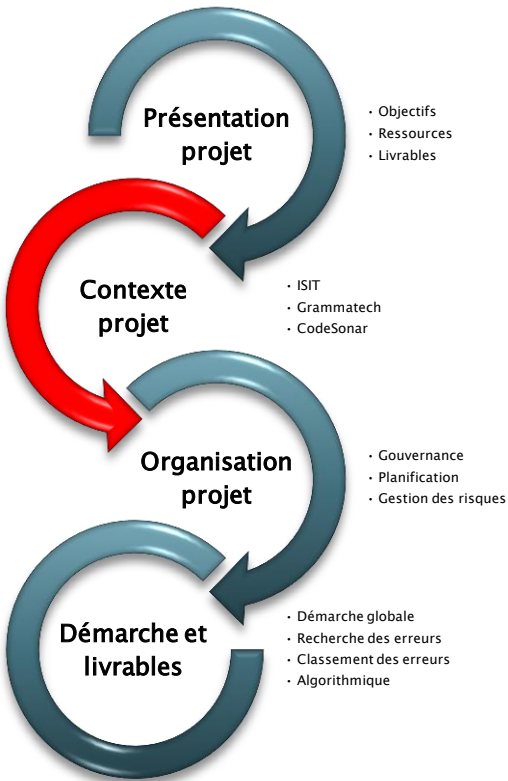 Présentation
projet
· Objectifs
· Ressources
· Livrables
Contexte
projet
· ISIT
· Grammatech
· CodeSonar
Organisation
projet
· Gouvernance
· Planification
· Gestion des risques
Démarche et
livrables
· Démarche globale
· Recherche des erreurs
· Classement des erreurs
· Algorithmique